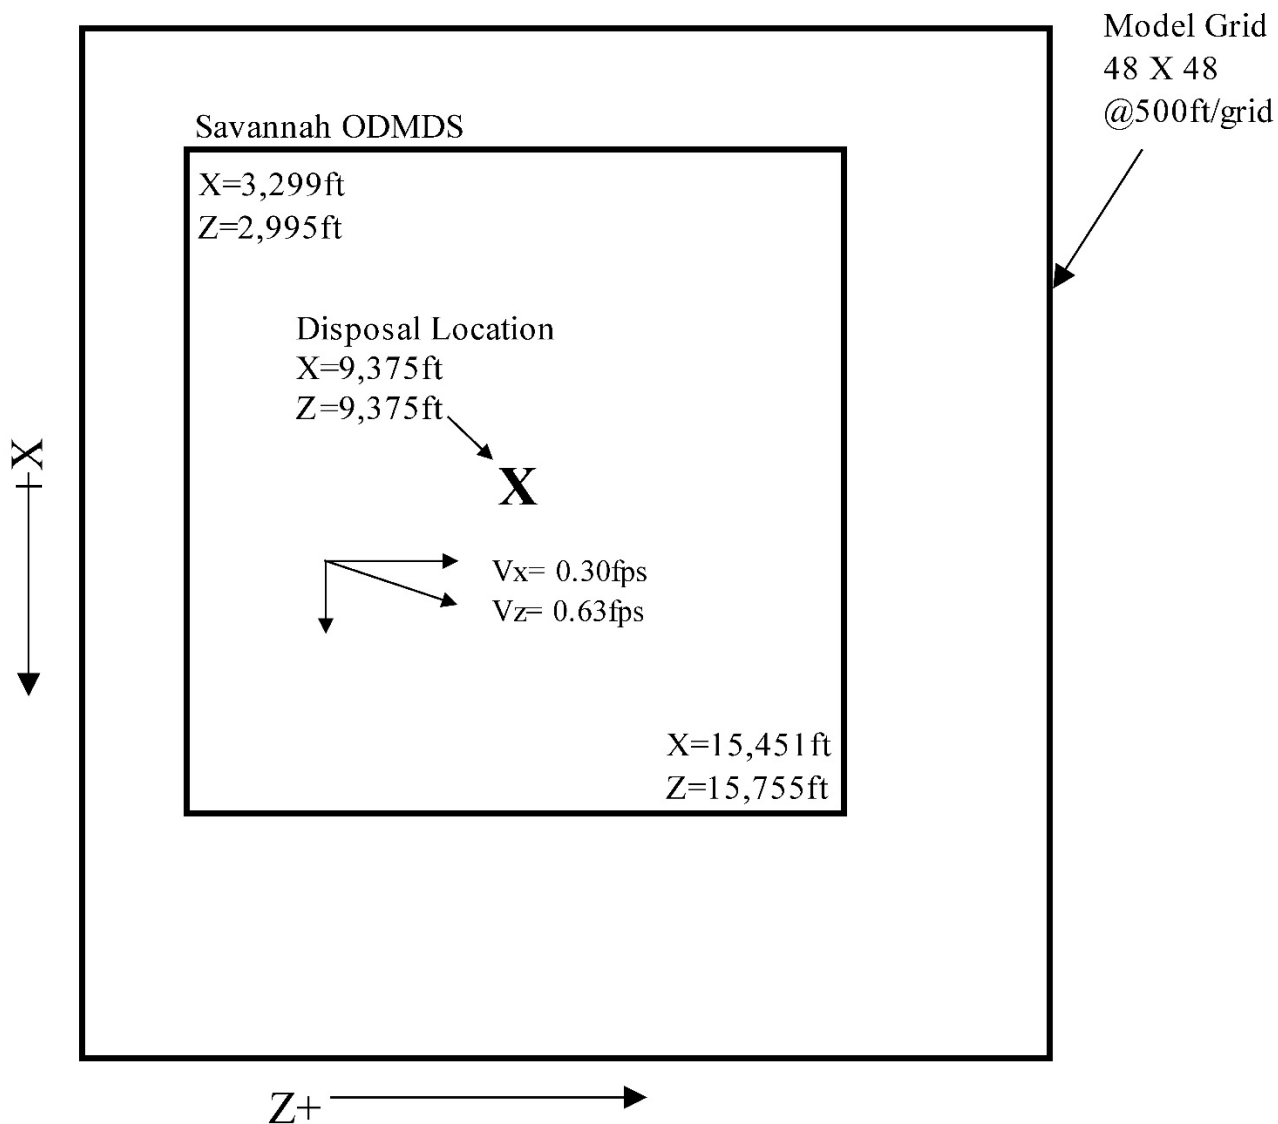 Model Grid
48 X 48
@500ft/grid
Savannah ODMDS
X=3,299ft
Z=2,995ft
Disposal Location
X=9,375ft
Z=9,375ft
X
+X
Vx= 0.30fps
Vz= 0.63fps
X=15,451ft
Z=15,755ft
Z+